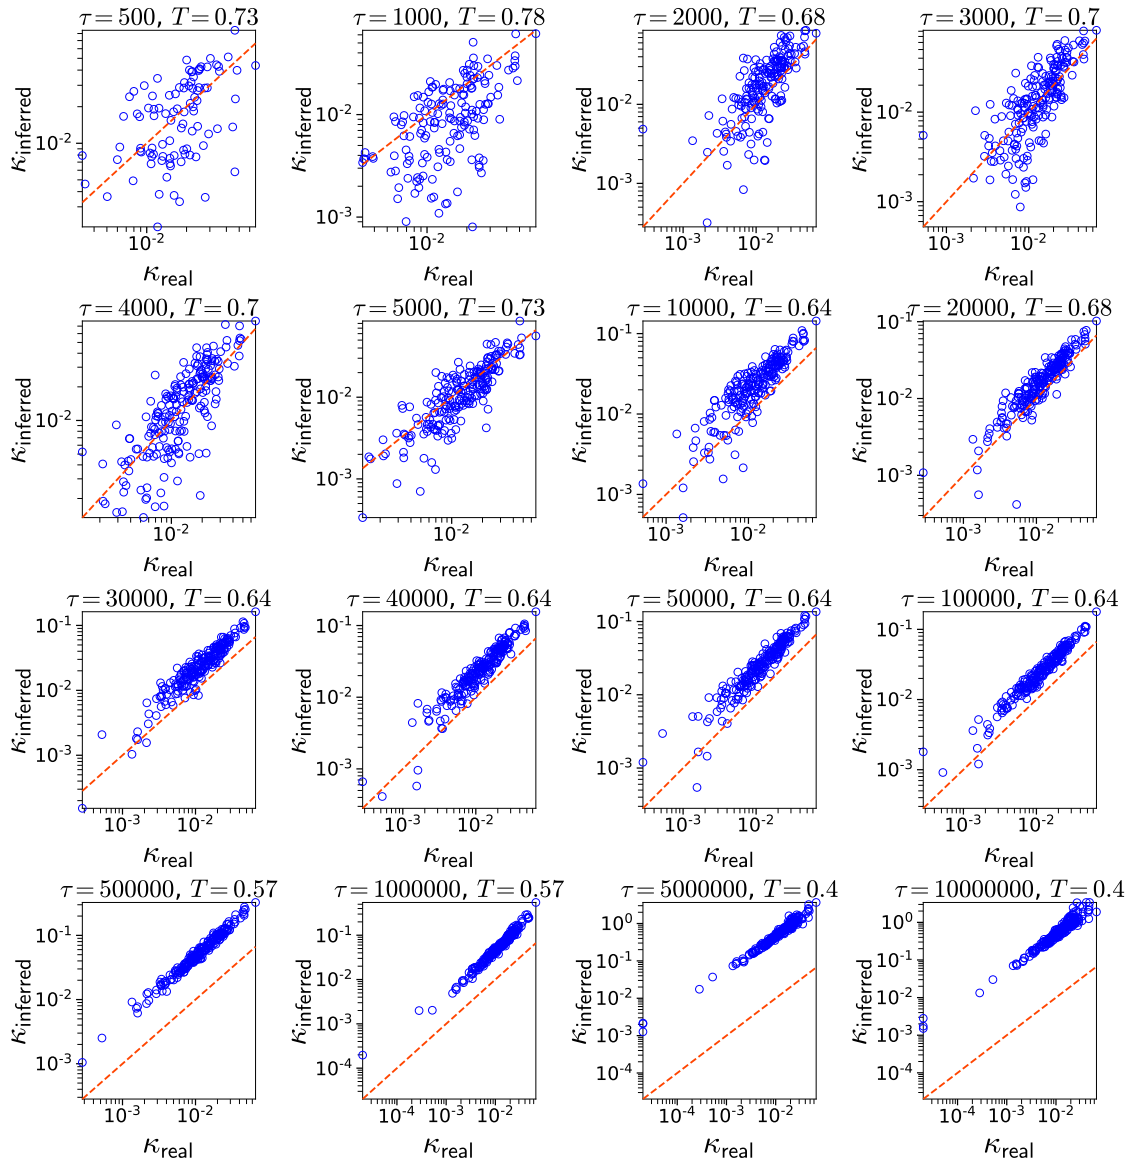 τ = 500, T = 0.73
κinferred
10⁻²
10⁻²
κreal
τ = 1000, T = 0.78
κinferred
10⁻²
10⁻³
10⁻²
κreal
τ = 2000, T = 0.68
κinferred
10⁻²
10⁻³
10⁻³ 10⁻²
κreal
τ = 3000, T = 0.7
κinferred
10⁻²
10⁻³
10⁻³ 10⁻²
κreal
τ = 4000, T = 0.7
κinferred
10⁻²
10⁻²
κreal
τ = 5000, T = 0.73
κinferred
10⁻²
10⁻³
10⁻²
κreal
τ = 10000, T = 0.64
κinferred
10⁻¹
10⁻²
10⁻³
10⁻³ 10⁻²
κreal
τ = 20000, T = 0.68
κinferred
10⁻¹
10⁻²
10⁻³
10⁻³ 10⁻²
κreal
τ = 30000, T = 0.64
κinferred
10⁻¹
10⁻²
10⁻³
10⁻³ 10⁻²
κreal
τ = 40000, T = 0.64
κinferred
10⁻¹
10⁻²
10⁻³
10⁻³ 10⁻²
κreal
τ = 50000, T = 0.64
κinferred
10⁻¹
10⁻²
10⁻³
10⁻³ 10⁻²
κreal
τ = 100000, T = 0.64
κinferred
10⁻¹
10⁻²
10⁻³
10⁻³ 10⁻²
κreal
τ = 500000, T = 0.57
κinferred
10⁻¹
10⁻²
10⁻³
10⁻³ 10⁻²
κreal
τ = 1000000, T = 0.57
κinferred
10⁻¹
10⁻²
10⁻³
10⁻⁴
10⁻⁴ 10⁻³ 10⁻²
κreal
τ = 5000000, T = 0.4
κinferred
10⁰
10⁻¹
10⁻²
10⁻³
10⁻⁴
10⁻⁴ 10⁻³ 10⁻²
κreal
τ = 10000000, T = 0.4
κinferred
10⁰
10⁻¹
10⁻²
10⁻³
10⁻⁴
10⁻⁴ 10⁻³ 10⁻²
κreal